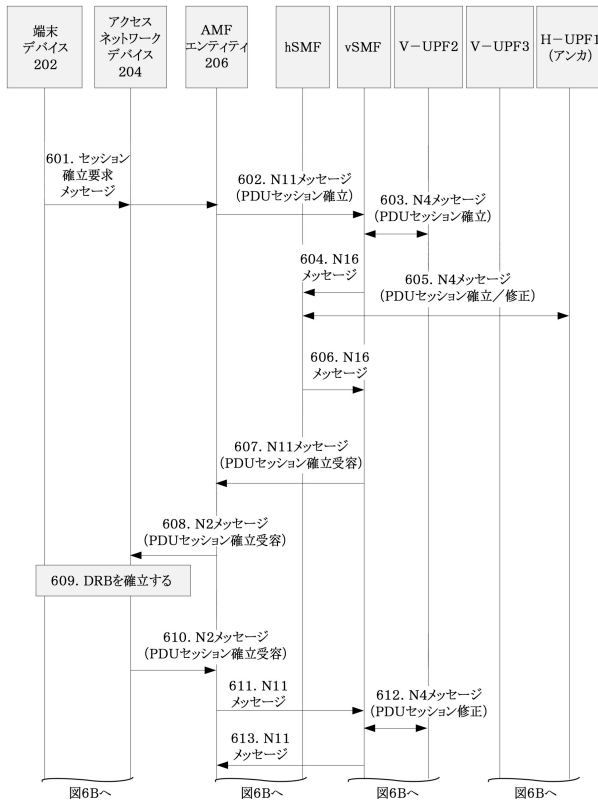 端末
デバイス
202
アクセス
ネットワーク
デバイス
204
AMF
エンティティ
206
hSMF
vSMF
V-UPF2
V-UPF3
H-UPF1
(アンカ)
601. セッション
確立要求
メッセージ
602. N11メッセージ
(PDUセッション確立)
603. N4メッセージ
(PDUセッション確立)
604. N16
メッセージ
605. N4メッセージ
(PDUセッション確立/修正)
606. N16
メッセージ
607. N11メッセージ
(PDUセッション確立受容)
608. N2メッセージ
(PDUセッション確立受容)
609. DRBを確立する
610. N2メッセージ
(PDUセッション確立受容)
611. N11
メッセージ
612. N4メッセージ
(PDUセッション修正)
613. N11
メッセージ
図6Bへ
図6Bへ
図6Bへ
図6Bへ